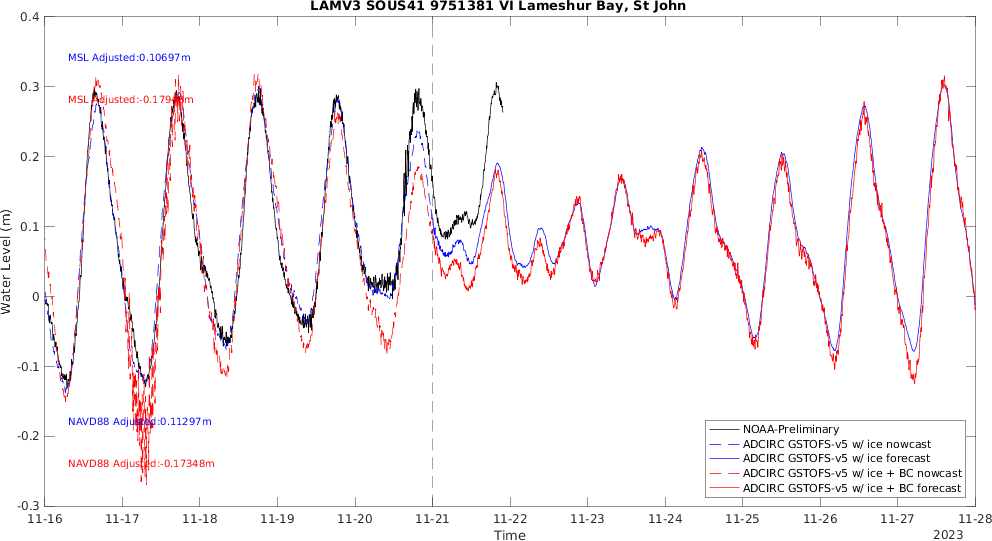 LAMV3 SOUS41 9751381 VI Lameshur Bay, St John
0.4
0.3
0.2
0.1
0
-0.1
-0.2
-0.3
Water Level (m)
MSL Adjusted:0.10697m
MSL Adjusted:-0.179
NAVD88 Adjusted:0.11297m
NAVD88 Adjusted:-0.17348m
NOAA-Preliminary
ADCIRC GSTOFS-v5 w/ ice nowcast
ADCIRC GSTOFS-v5 w/ ice forecast
ADCIRC GSTOFS-v5 w/ ice + BC nowcast
ADCIRC GSTOFS-v5 w/ ice + BC forecast
11-16 11-17 11-18 11-19 11-20 11-21 11-22 11-23 11-24 11-25 11-26 11-27 11-28
Time
2023